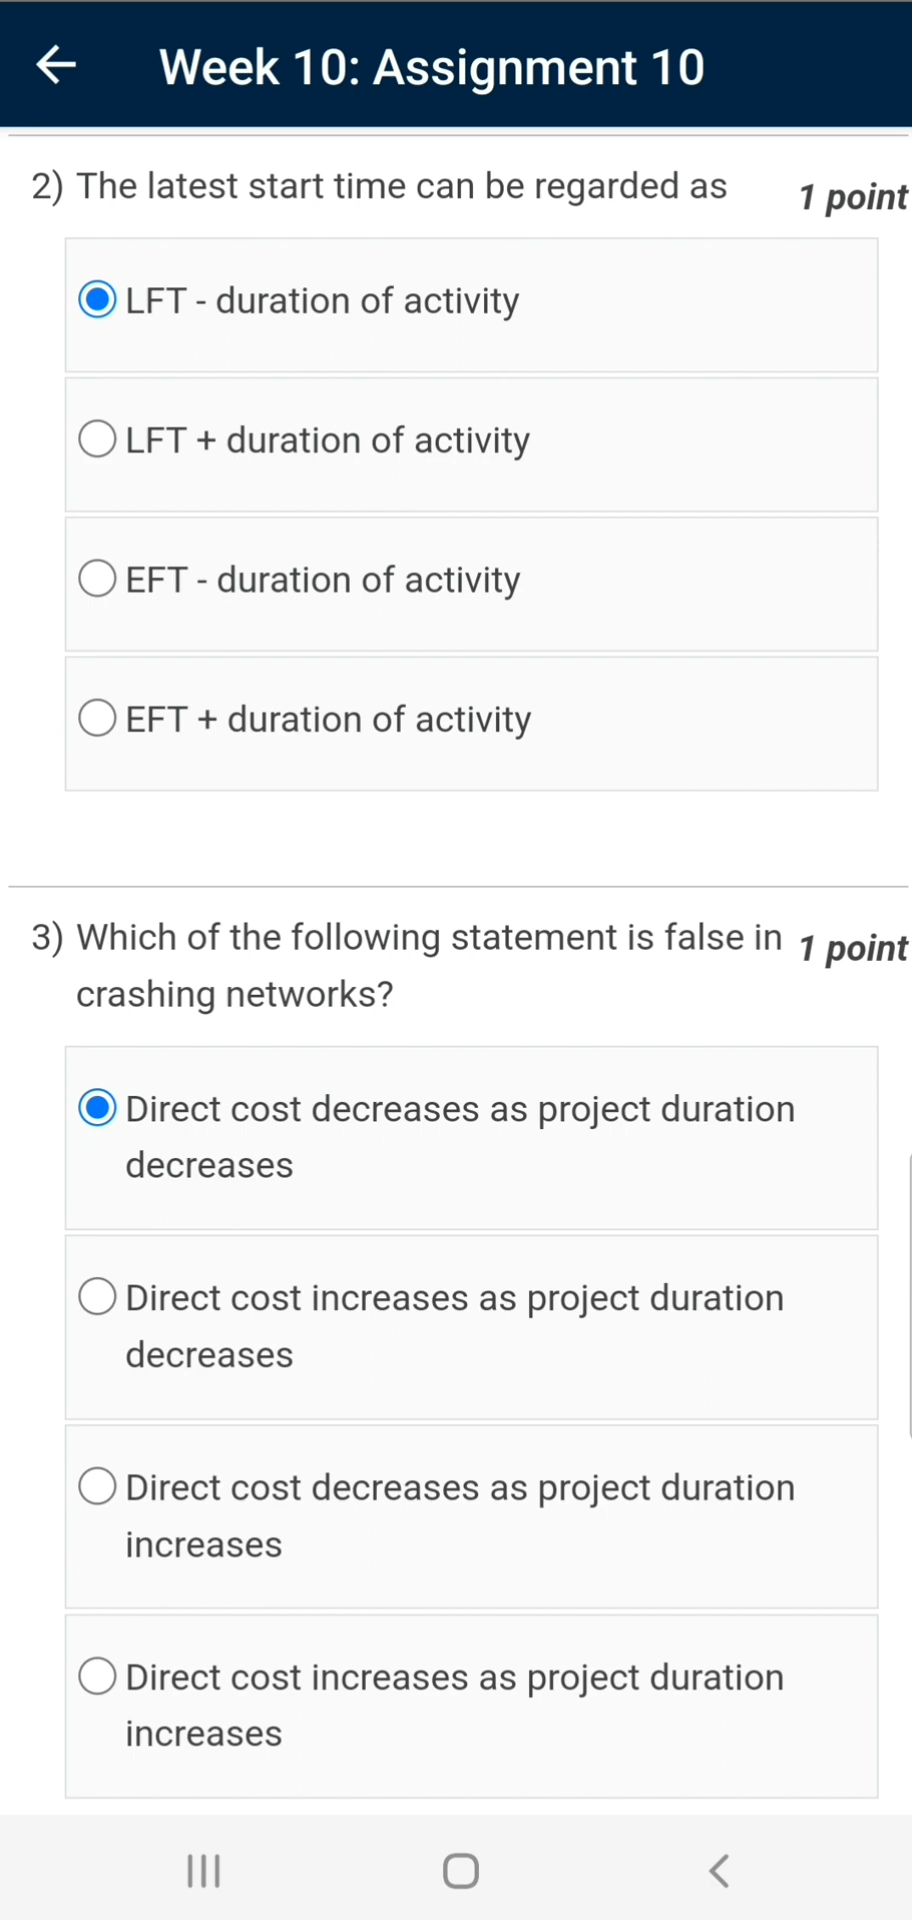 Week 10: Assignment 10
2) The latest start time can be regarded as
1 point
LFT - duration of activity
LFT + duration of activity
EFT - duration of activity
EFT + duration of activity
3) Which of the following statement is false in
1 point
crashing networks?
Direct cost decreases as project duration
decreases
Direct cost increases as project duration
decreases
Direct cost decreases as project duration
increases
Direct cost increases as project duration
increases